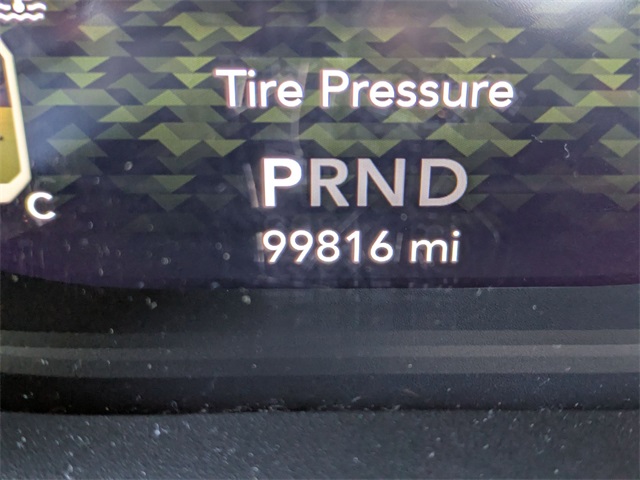 Tire Pressure
PRND
C
99816 mi